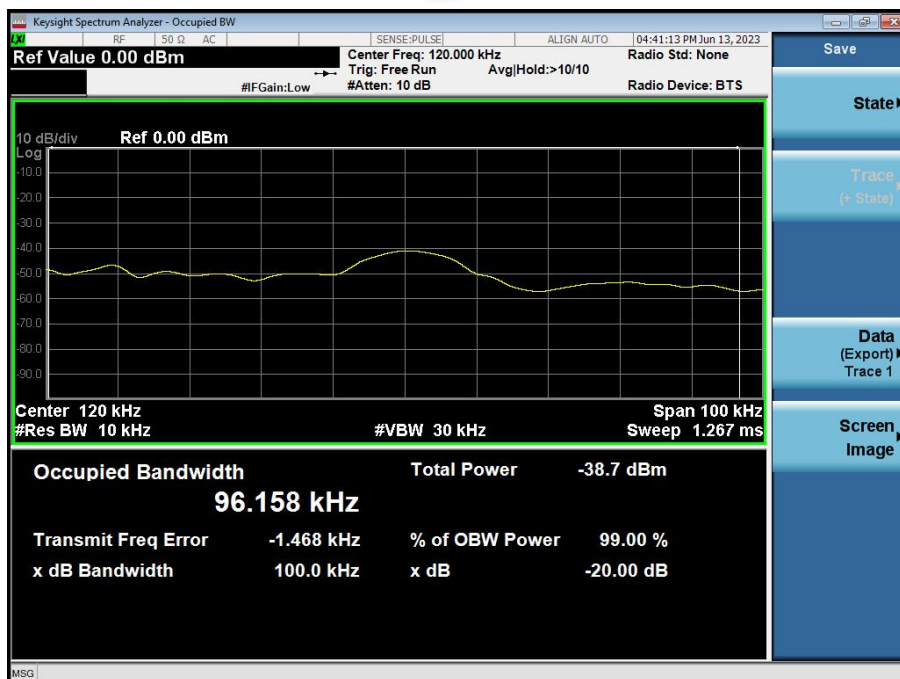 Keysight Spectrum Analyzer - Occupied BW
LXI RF 50 Ω AC SENSE:PULSE ALIGN AUTO 04:41:13 PM Jun 13, 2023
Ref Value 0.00 dBm
Center Freq: 120.000 kHz Radio Std: None
Trig: Free Run Avg|Hold:>10/10
#IFGain:Low #Atten: 10 dB Radio Device: BTS
10 dB/div Ref 0.00 dBm
Log
-10.0
-20.0
-30.0
-40.0
-50.0
-60.0
-70.0
-80.0
-90.0
Center 120 kHz Span 100 kHz
#Res BW 10 kHz #VBW 30 kHz Sweep 1.267 ms
Occupied Bandwidth Total Power -38.7 dBm
96.158 kHz
Transmit Freq Error -1.468 kHz % of OBW Power 99.00 %
x dB Bandwidth 100.0 kHz x dB -20.00 dB
MSG
Save
State
Trace
(+ State)
Data
(Export)
Trace 1
Screen
Image